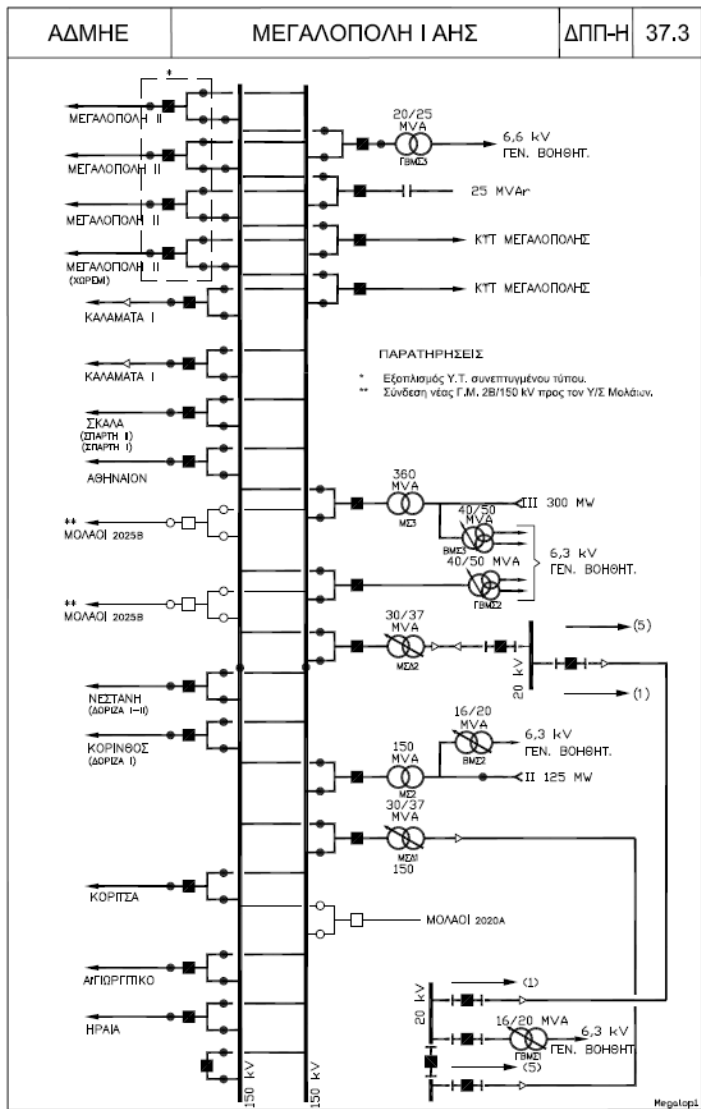 ΑΔΜΗΕ
ΜΕΓΑΛΟΠΟΛΗ Ι ΑΗΣ
ΔΠΠ-Η
37.3
*
ΜΕΓΑΛΟΠΟΛΗ ΙΙ
ΜΕΓΑΛΟΠΟΛΗ ΙΙ
ΜΕΓΑΛΟΠΟΛΗ ΙΙ
ΜΕΓΑΛΟΠΟΛΗ ΙΙ
(ΧΩΡΕΜΙ)
ΚΑΛΑΜΑΤΑ Ι
ΚΑΛΑΜΑΤΑ Ι
ΣΚΑΛΑ
(ΣΠΑΡΤΗ ΙΙ)
(ΣΠΑΡΤΗ Ι)
ΑΘΗΝΑΙΟΝ
**
ΜΟΛΑΟΙ 2025Β
**
ΜΟΛΑΟΙ 2025Β
ΝΕΣΤΑΝΗ
(ΔΟΡΙΖΑ Ι-ΙΙ)
ΚΟΡΙΝΘΟΣ
(ΔΟΡΙΖΑ Ι)
ΚΟΡΙΤΣΑ
ΑΓΓΙΩΡΓΙΤΙΚΟ
ΗΡΑΙΑ
150 kV
150 kV
20/25
MVA
ΓΒΜΣ3
6,6 kV
ΓΕΝ. ΒΟΗΘΗΤ.
25 MVAr
ΚΥΤ ΜΕΓΑΛΟΠΟΛΗΣ
ΚΥΤ ΜΕΓΑΛΟΠΟΛΗΣ
ΠΑΡΑΤΗΡΗΣΕΙΣ
* Εξοπλισμός Υ.Τ. συνεπτυγμένου τύπου.
** Σύνδεση νέας Γ.Μ. 2Β/150 kV προς τον Υ/Σ Μολάων.
360
MVA
ΜΣ3
ΙΙΙ 300 MW
40/50
MVA
ΒΜΣ3
40/50 MVA
ΓΒΜΣ2
6,3 kV
ΓΕΝ. ΒΟΗΘΗΤ.
30/37
MVA
ΜΣΔ2
20 kV
(5)
(1)
16/20
MVA
ΒΜΣ2
6,3 kV
ΓΕΝ. ΒΟΗΘΗΤ.
150
MVA
ΜΣ2
ΙΙ 125 MW
30/37
MVA
ΜΣΔ1
150
ΜΟΛΑΟΙ 2020Α
20 kV
(1)
16/20 MVA
ΓΒΜΣ1
6,3 kV
ΓΕΝ. ΒΟΗΘΗΤ.
(5)
Megalop1